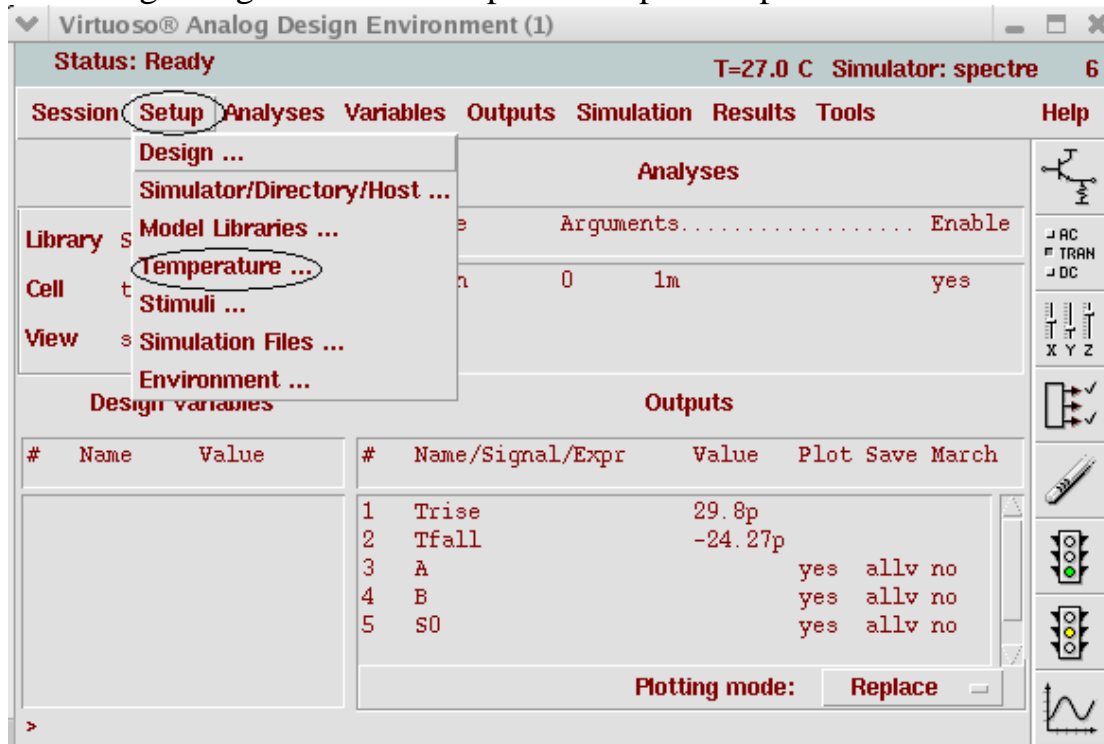 Virtuoso® Analog Design Environment (1)
Status: Ready
T=27.0 C Simulator: spectre 6
Session Setup Analyses Variables Outputs Simulation Results Tools Help
Design ...
Simulator/Directory/Host ...
Model Libraries ...
Temperature ...
Stimuli ...
Simulation Files ...
Environment ...
Analyses
Arguments................... Enable
Library S
Cell t
View s
0 1m yes
AC
TRAN
DC
X Y Z
Design Variables
Outputs
# Name Value
# Name/Signal/Expr Value Plot Save March
1 Trise 29.8p
2 Tfall -24.27p
3 A yes allv no
4 B yes allv no
5 S0 yes allv no
Plotting mode: Replace
>